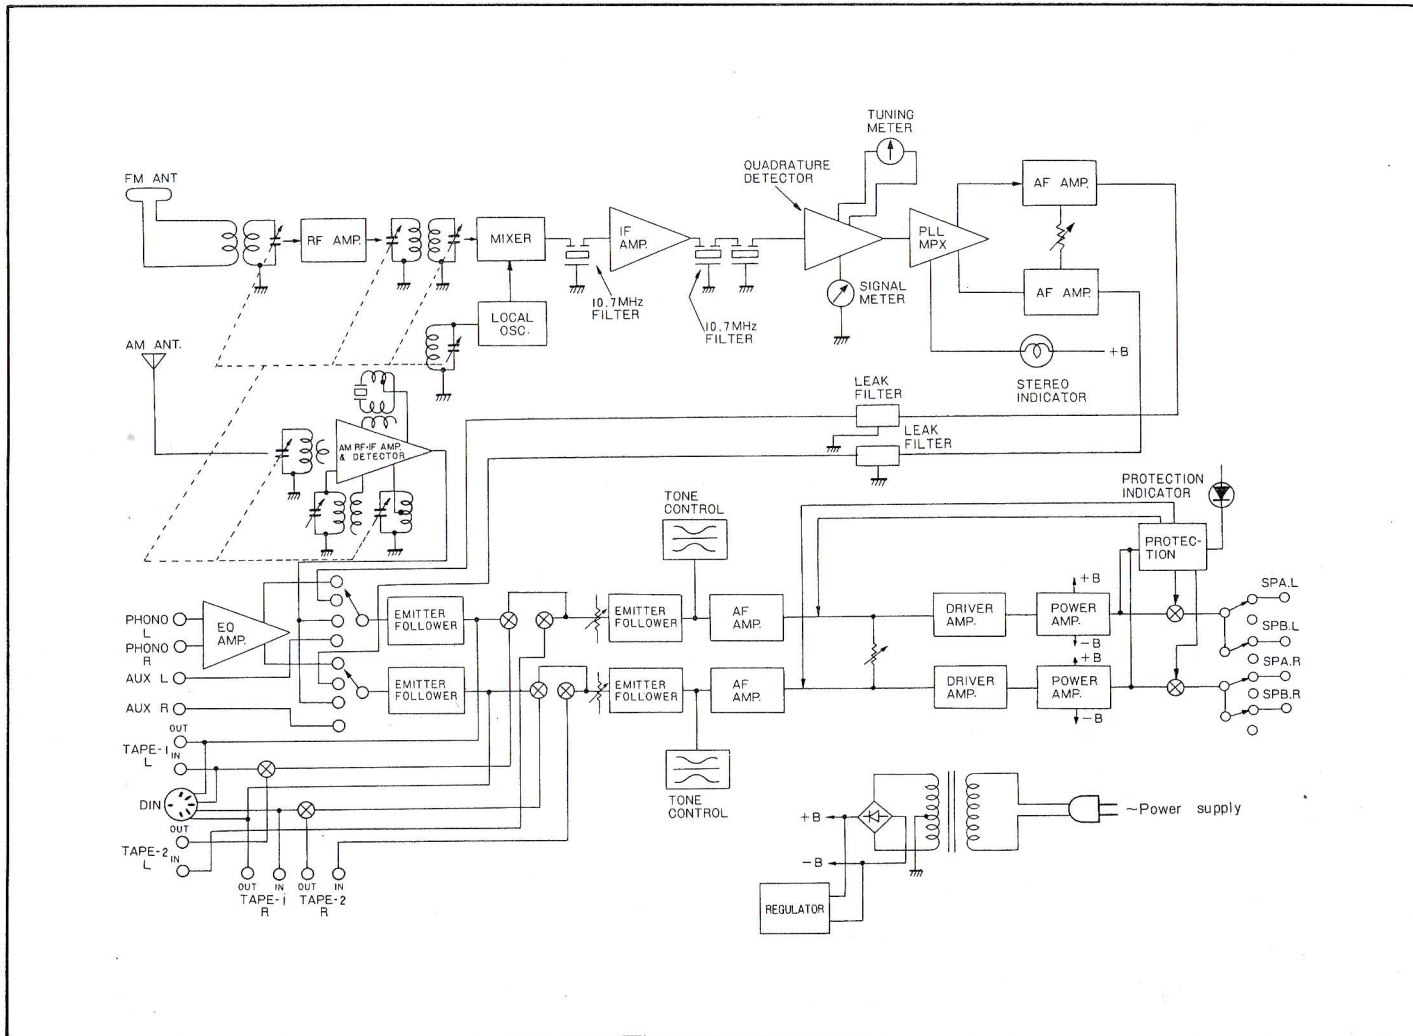 TUNING
METER
QUADRATURE
DETECTOR
FM ANT
AF AMP.
RF AMP.
MIXER
IF
AMP.
PLL
MPX
SIGNAL
METER
AF AMP.
10.7MHz
FILTER
LOCAL
OSC.
10.7MHz
FILTER
AM ANT.
+B
STEREO
INDICATOR
LEAK
FILTER
LEAK
FILTER
AM RF·IF AMP.
& DETECTOR
PROTECTION
INDICATOR
TONE
CONTROL
PROTEC-
TION
+B
SPA.L
PHONO
L
EQ
AMP.
EMITTER
FOLLOWER
EMITTER
FOLLOWER
AF
AMP.
DRIVER
AMP.
POWER
AMP.
SPB.L
-B
PHONO
R
+B
SPA.R
AUX L
EMITTER
FOLLOWER
EMITTER
FOLLOWER
AF
AMP.
DRIVER
AMP.
POWER
AMP.
SPB.R
AUX R
-B
OUT
TAPE-1
L
IN
DIN
OUT
TAPE-2
L
IN
TONE
CONTROL
+B
-B
~Power supply
OUT IN OUT IN
TAPE-1 TAPE-2
R R
REGULATOR